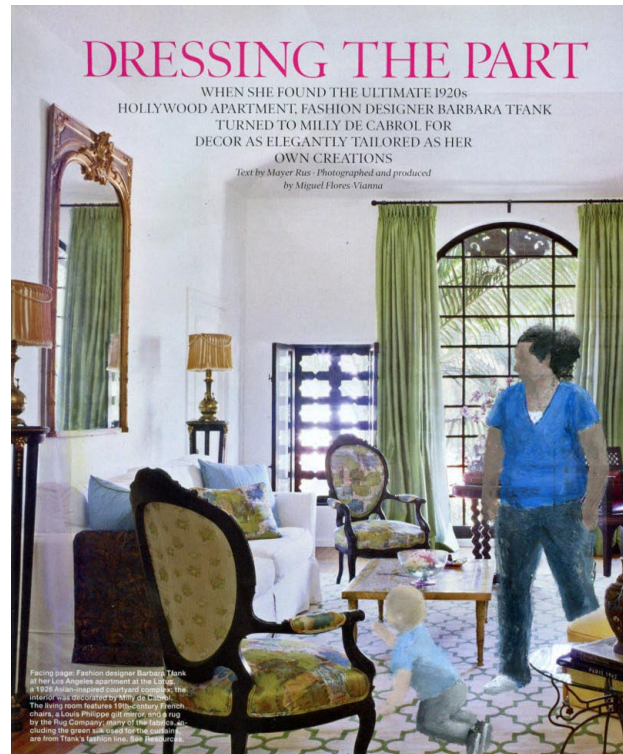 DRESSING THE PART
WHEN SHE FOUND THE ULTIMATE 1920s
HOLLYWOOD APARTMENT, FASHION DESIGNER BARBARA TFANK
TURNED TO MILLY DE CABROL FOR
DECOR AS ELEGANTLY TAILORED AS HER
OWN CREATIONS
Text by Mayer Rus · Photographed and produced
by Miguel Flores-Vianna
Facing page: Fashion designer Barbara Tfank
at her Los Angeles apartment at the Lotus,
a 1928 Asian-inspired courtyard complex; the
interior was decorated by Milly de Cabrol.
The living room features 19th-century French
chairs, a Louis Philippe gilt mirror, and a rug
by the Rug Company; many of the fabrics, in-
cluding the green silk used for the curtains,
are from Tfank's fashion line. See Resources.